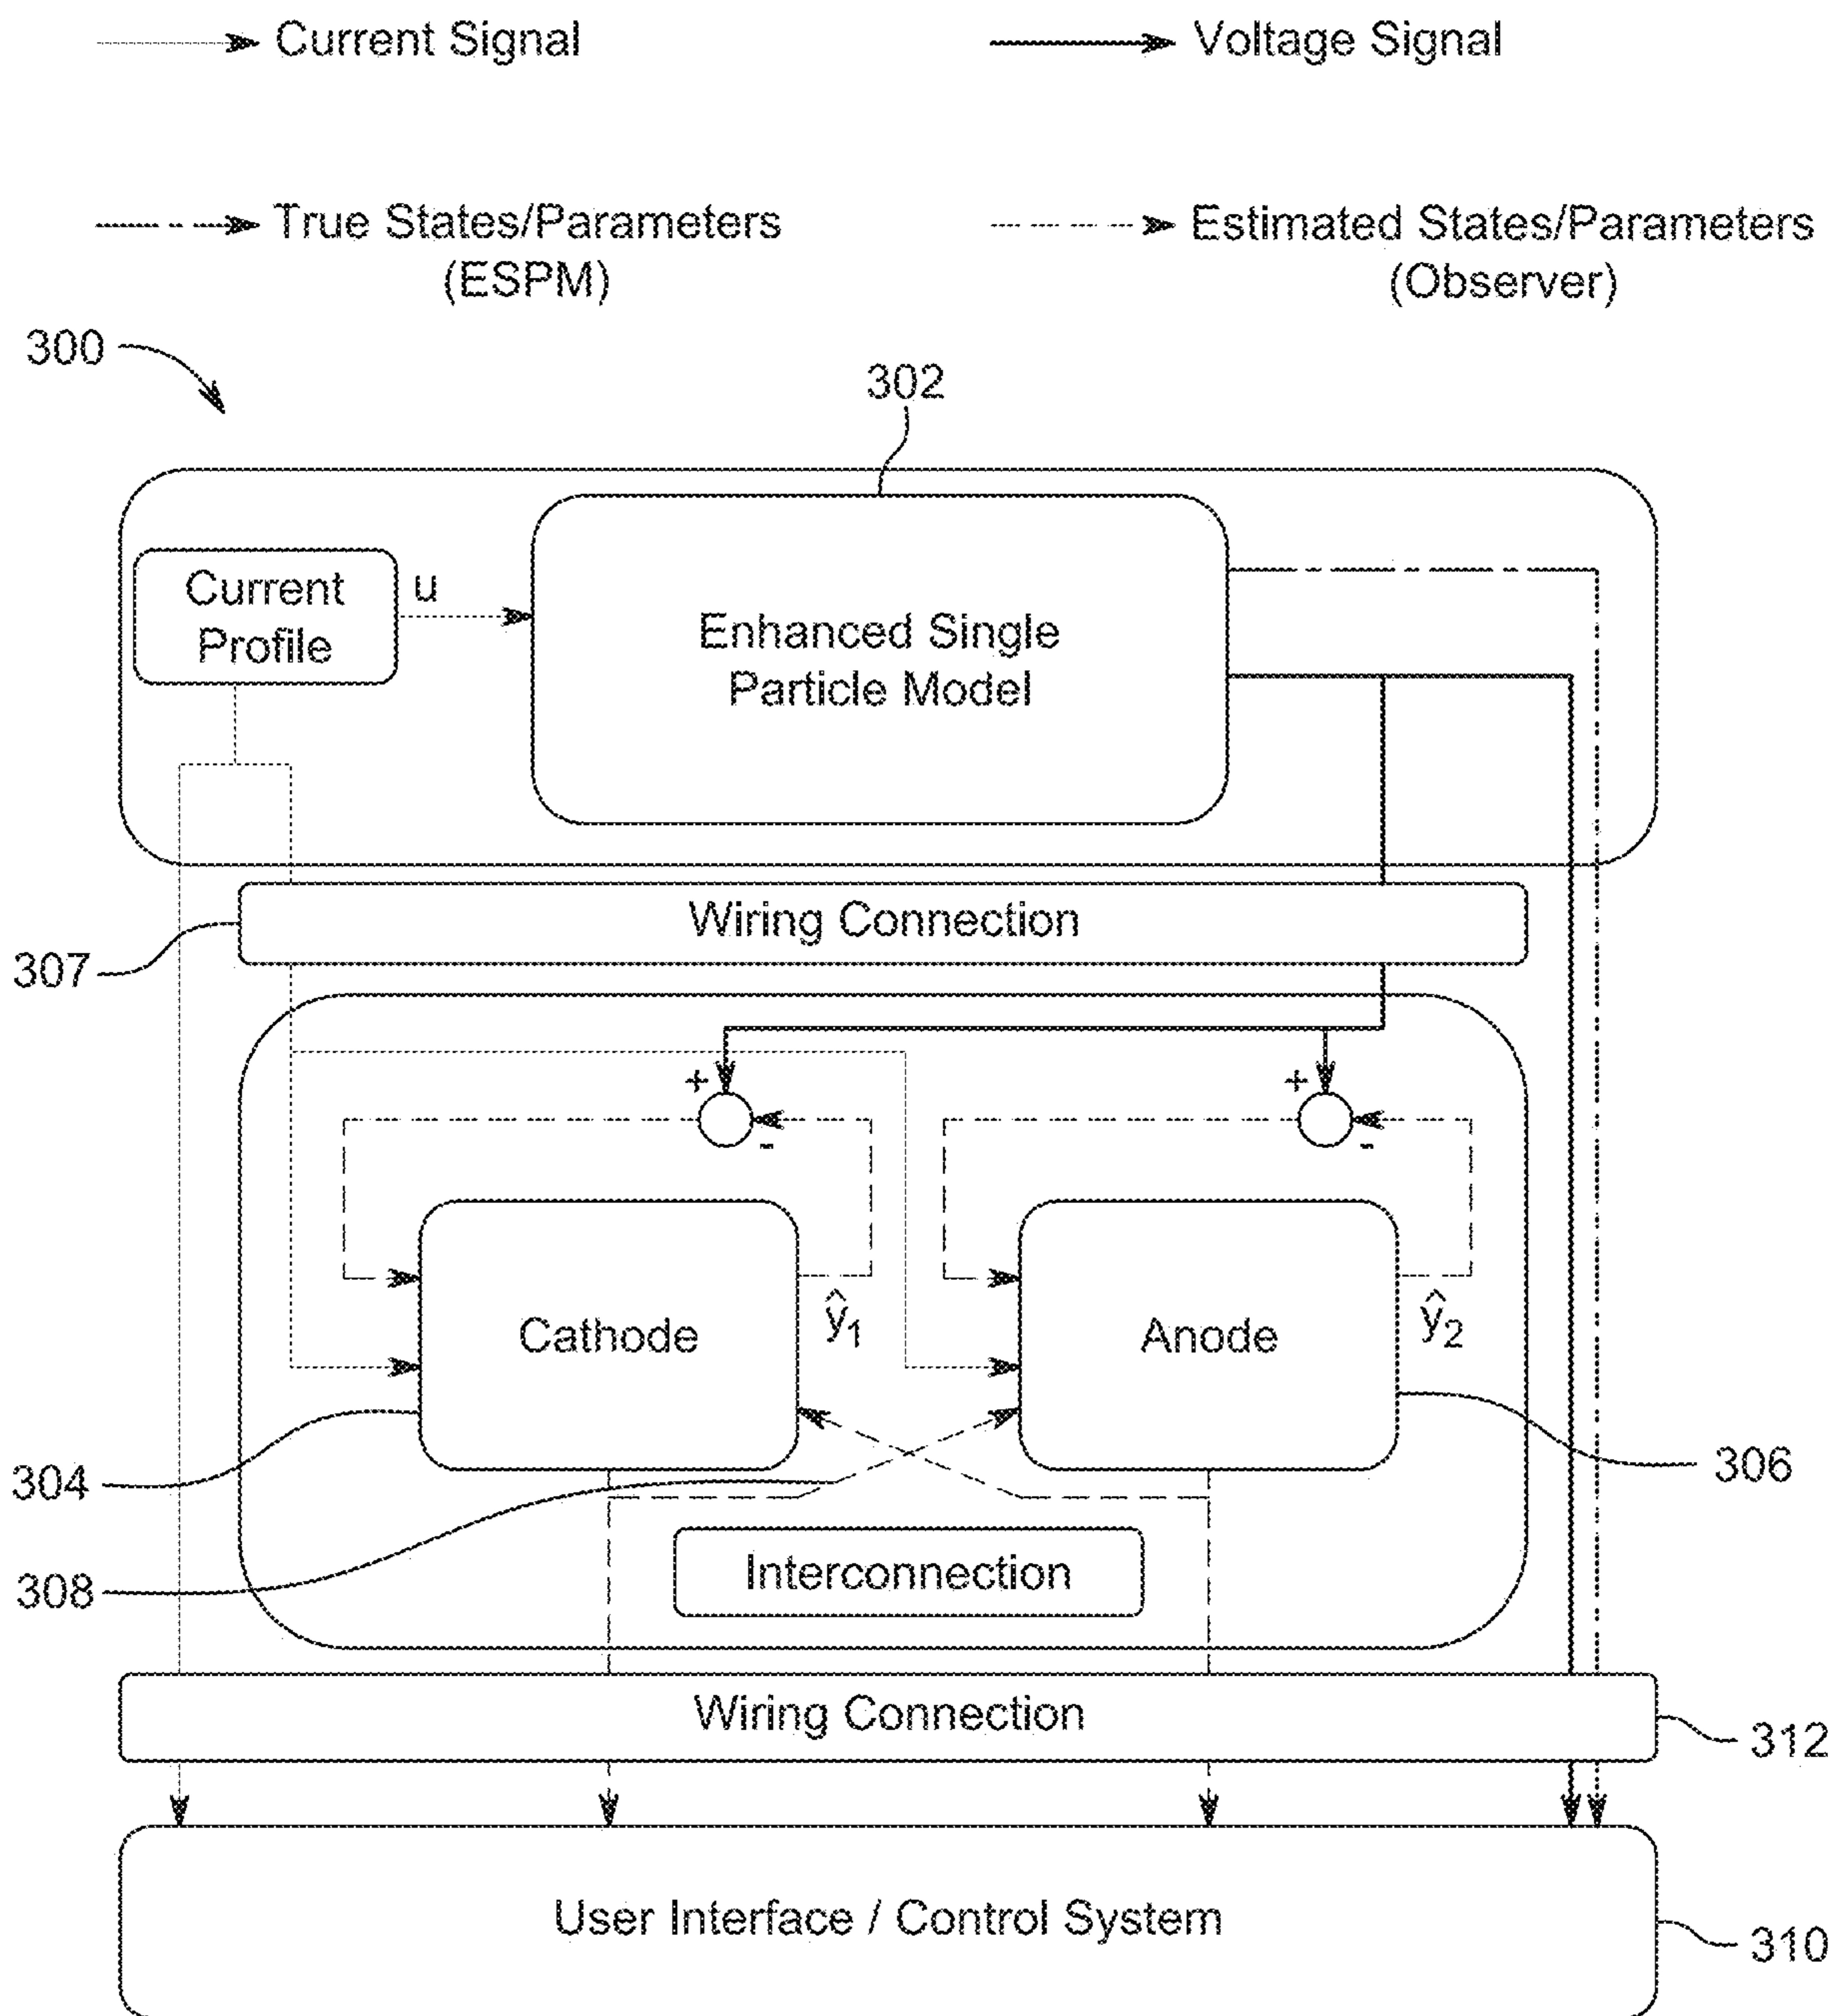 Current Signal
Voltage Signal
True States/Parameters
(ESPM)
Estimated States/Parameters
(Observer)
300
302
Current
Profile
u
Enhanced Single
Particle Model
Wiring Connection
307
+
-
+
-
Cathode
ŷ1
Anode
ŷ2
304
306
308
Interconnection
Wiring Connection
312
User Interface / Control System
310